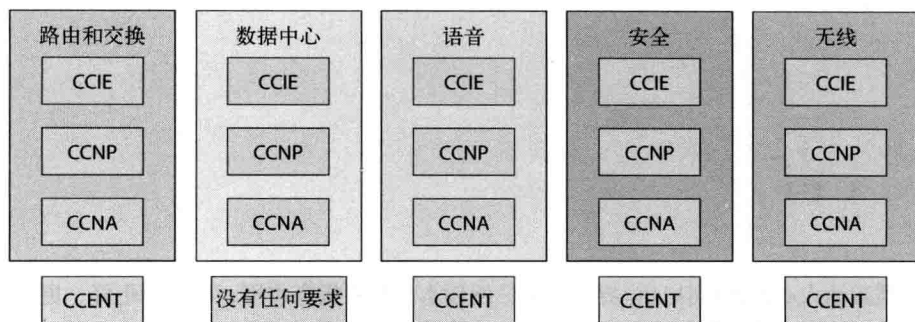 路由和交换 数据中心 语音 安全 无线
CCIE CCIE CCIE CCIE CCIE
CCNP CCNP CCNP CCNP CCNP
CCNA CCNA CCNA CCNA CCNA
CCENT 没有任何要求 CCENT CCENT CCENT